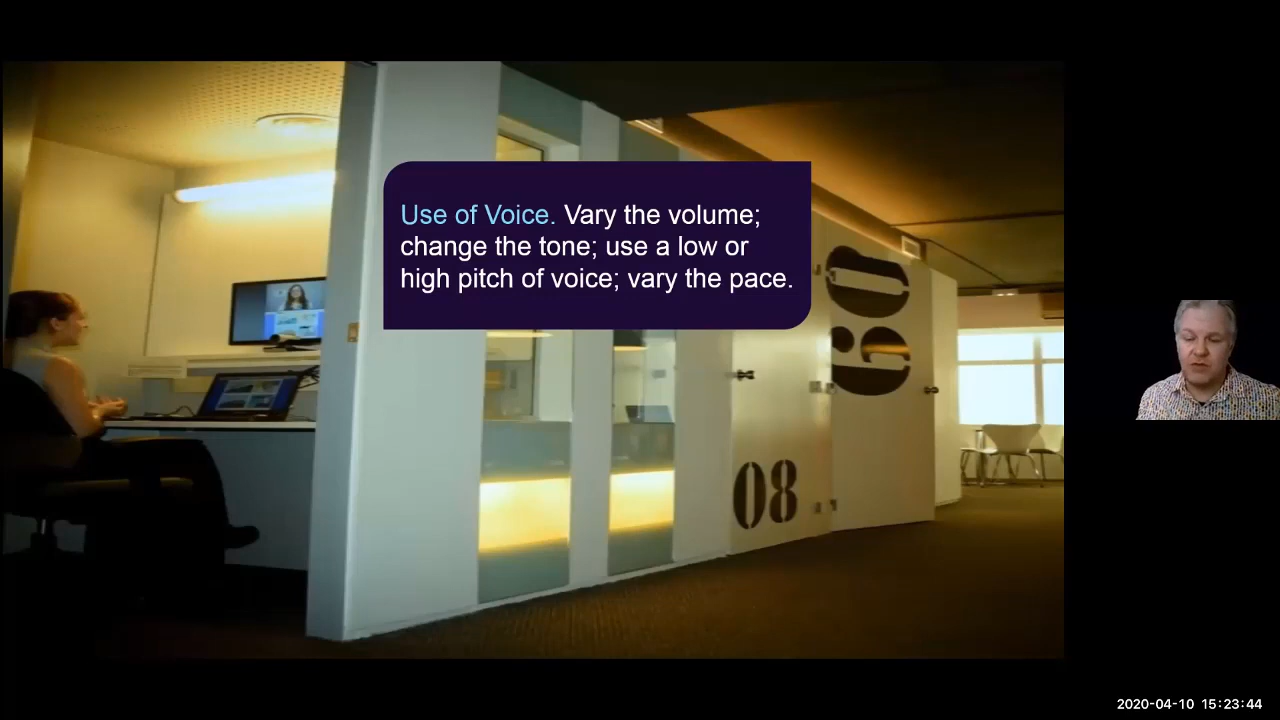 Use of Voice. Vary the volume;
change the tone; use a low or
high pitch of voice; vary the pace.
08
2020-04-10 15:23:44